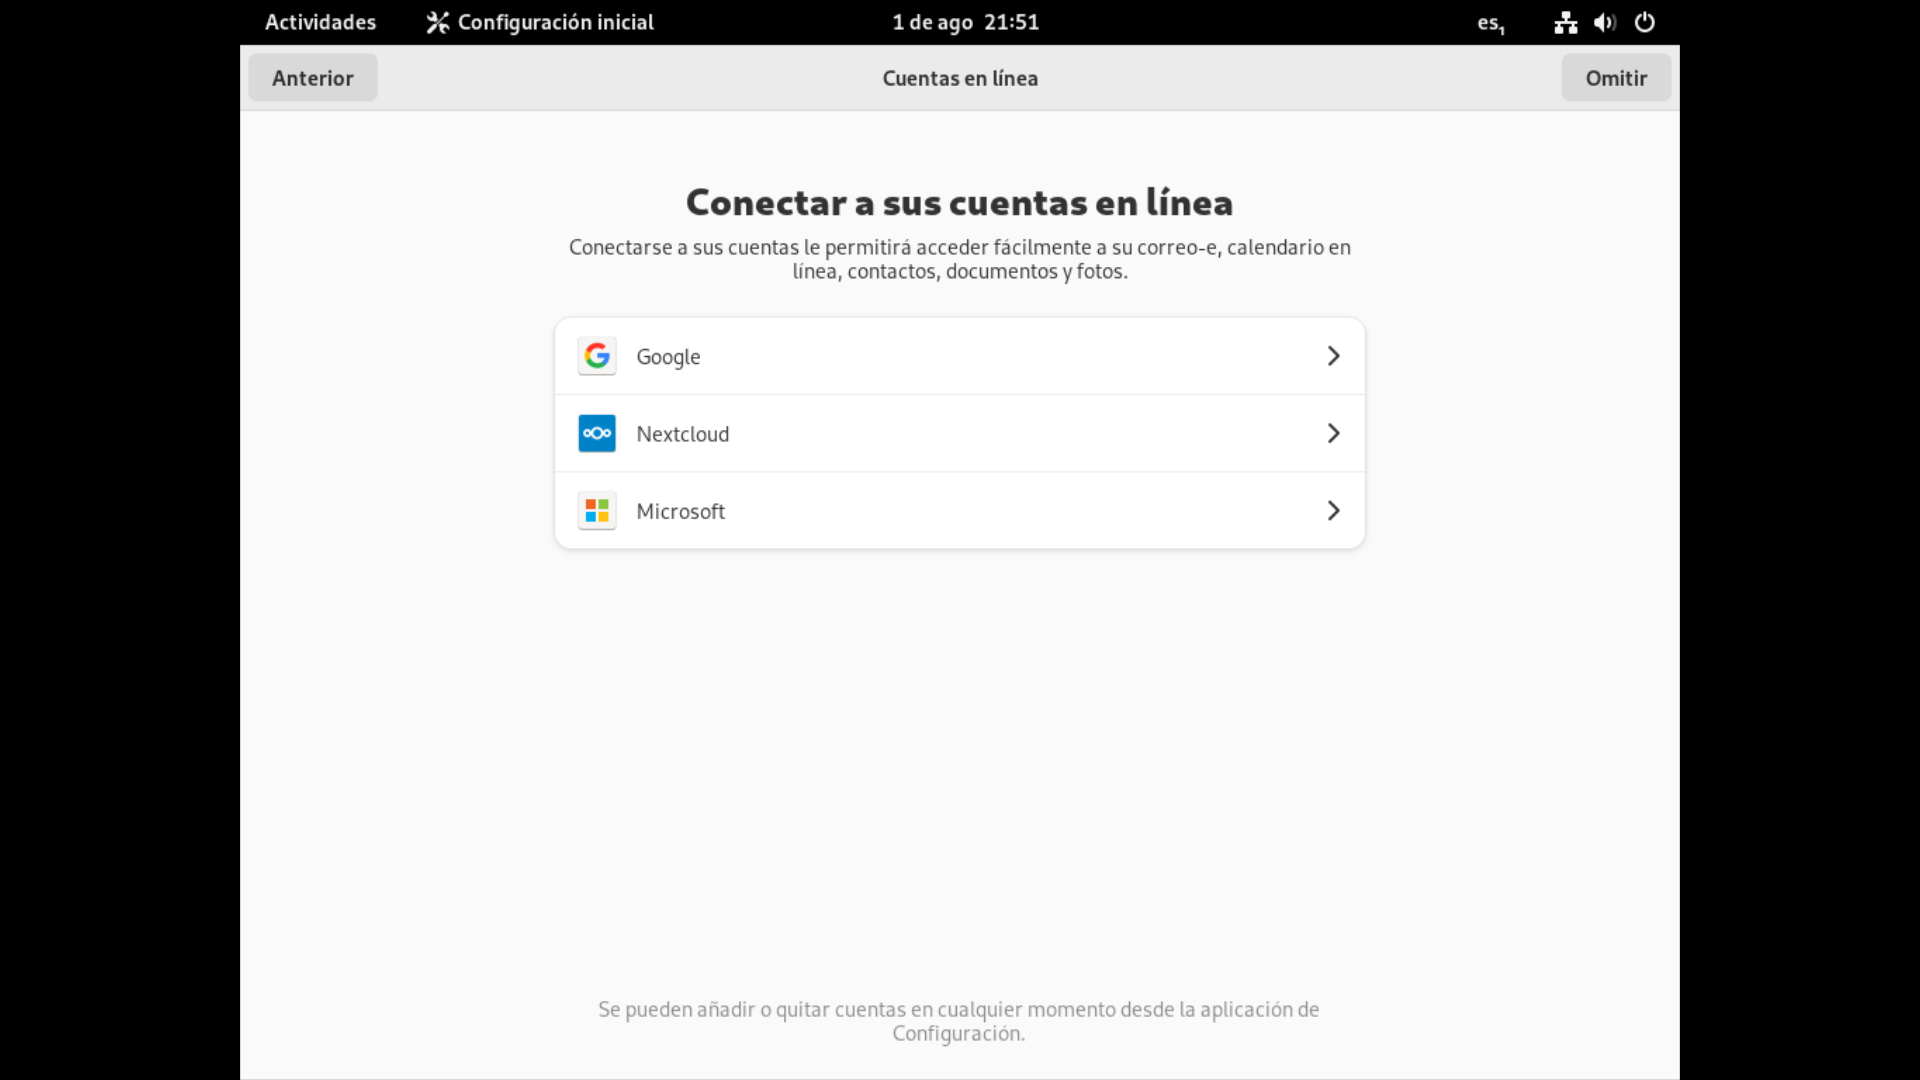 Actividades Configuración inicial 1 de ago 21:51 es₁
Anterior Cuentas en línea Omitir
Conectar a sus cuentas en línea
Conectarse a sus cuentas le permitirá acceder fácilmente a su correo-e, calendario en
línea, contactos, documentos y fotos.
Google
Nextcloud
Microsoft
Se pueden añadir o quitar cuentas en cualquier momento desde la aplicación de
Configuración.